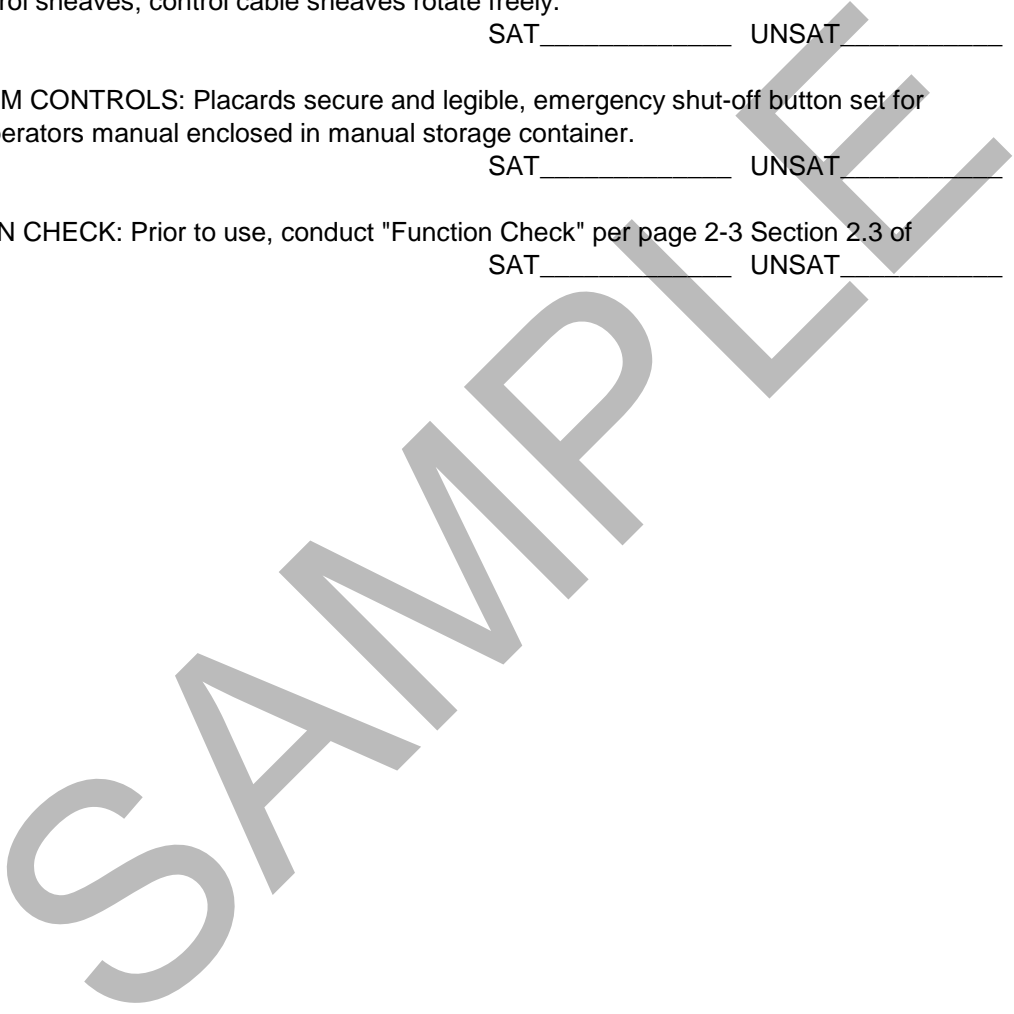 sheaves, control cable sheaves rotate freely.
SAT_____________ UNSAT___________
CONTROLS: Placards secure and legible, emergency shut-off button set for
manual enclosed in manual storage container.
SAT_____________ UNSAT___________
CHECK: Prior to use, conduct "Function Check" per page 2-3 Section 2.3 of
SAT_____________ UNSAT___________
SAMPLE